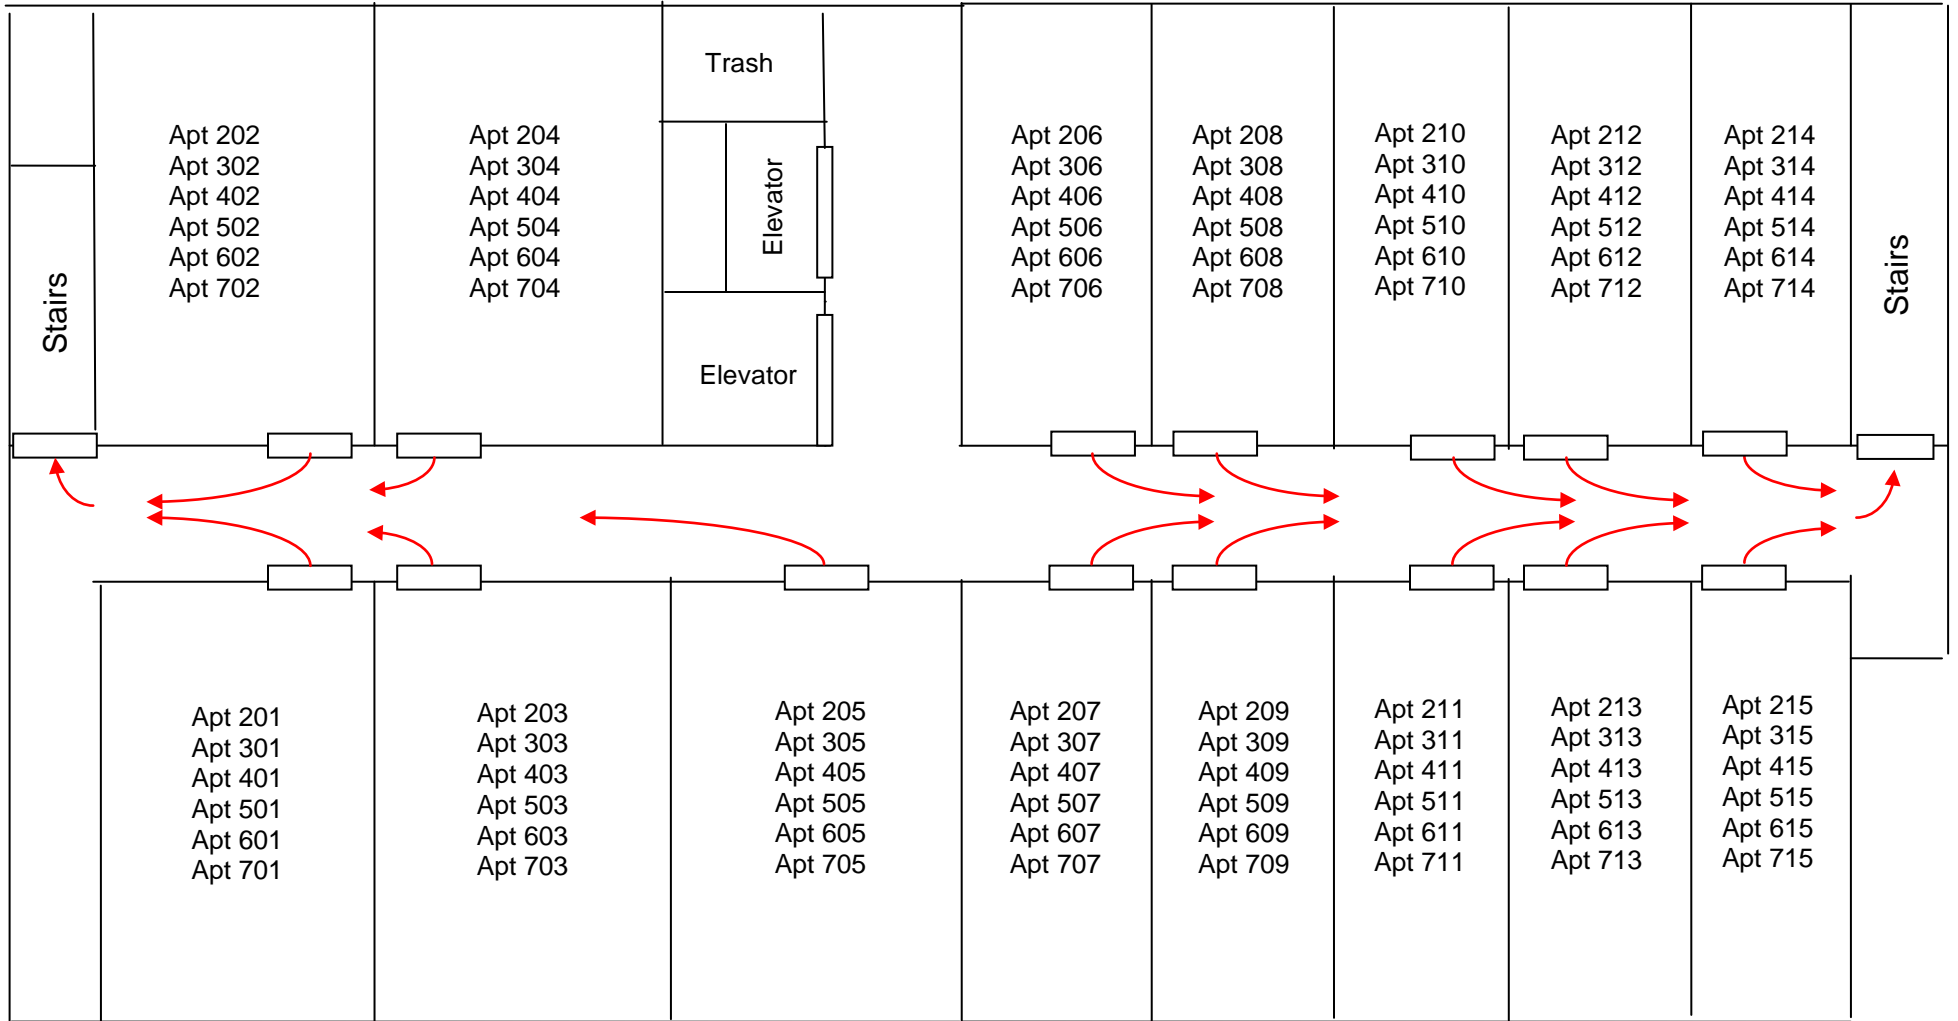 Trash
Apt 202
Apt 302
Apt 402
Apt 502
Apt 602
Apt 702
Apt 204
Apt 304
Apt 404
Apt 504
Apt 604
Apt 704
Elevator
Elevator
Apt 206
Apt 306
Apt 406
Apt 506
Apt 606
Apt 706
Apt 208
Apt 308
Apt 408
Apt 508
Apt 608
Apt 708
Apt 210
Apt 310
Apt 410
Apt 510
Apt 610
Apt 710
Apt 212
Apt 312
Apt 412
Apt 512
Apt 612
Apt 712
Apt 214
Apt 314
Apt 414
Apt 514
Apt 614
Apt 714
Stairs
Stairs
Apt 201
Apt 301
Apt 401
Apt 501
Apt 601
Apt 701
Apt 203
Apt 303
Apt 403
Apt 503
Apt 603
Apt 703
Apt 205
Apt 305
Apt 405
Apt 505
Apt 605
Apt 705
Apt 207
Apt 307
Apt 407
Apt 507
Apt 607
Apt 707
Apt 209
Apt 309
Apt 409
Apt 509
Apt 609
Apt 709
Apt 211
Apt 311
Apt 411
Apt 511
Apt 611
Apt 711
Apt 213
Apt 313
Apt 413
Apt 513
Apt 613
Apt 713
Apt 215
Apt 315
Apt 415
Apt 515
Apt 615
Apt 715